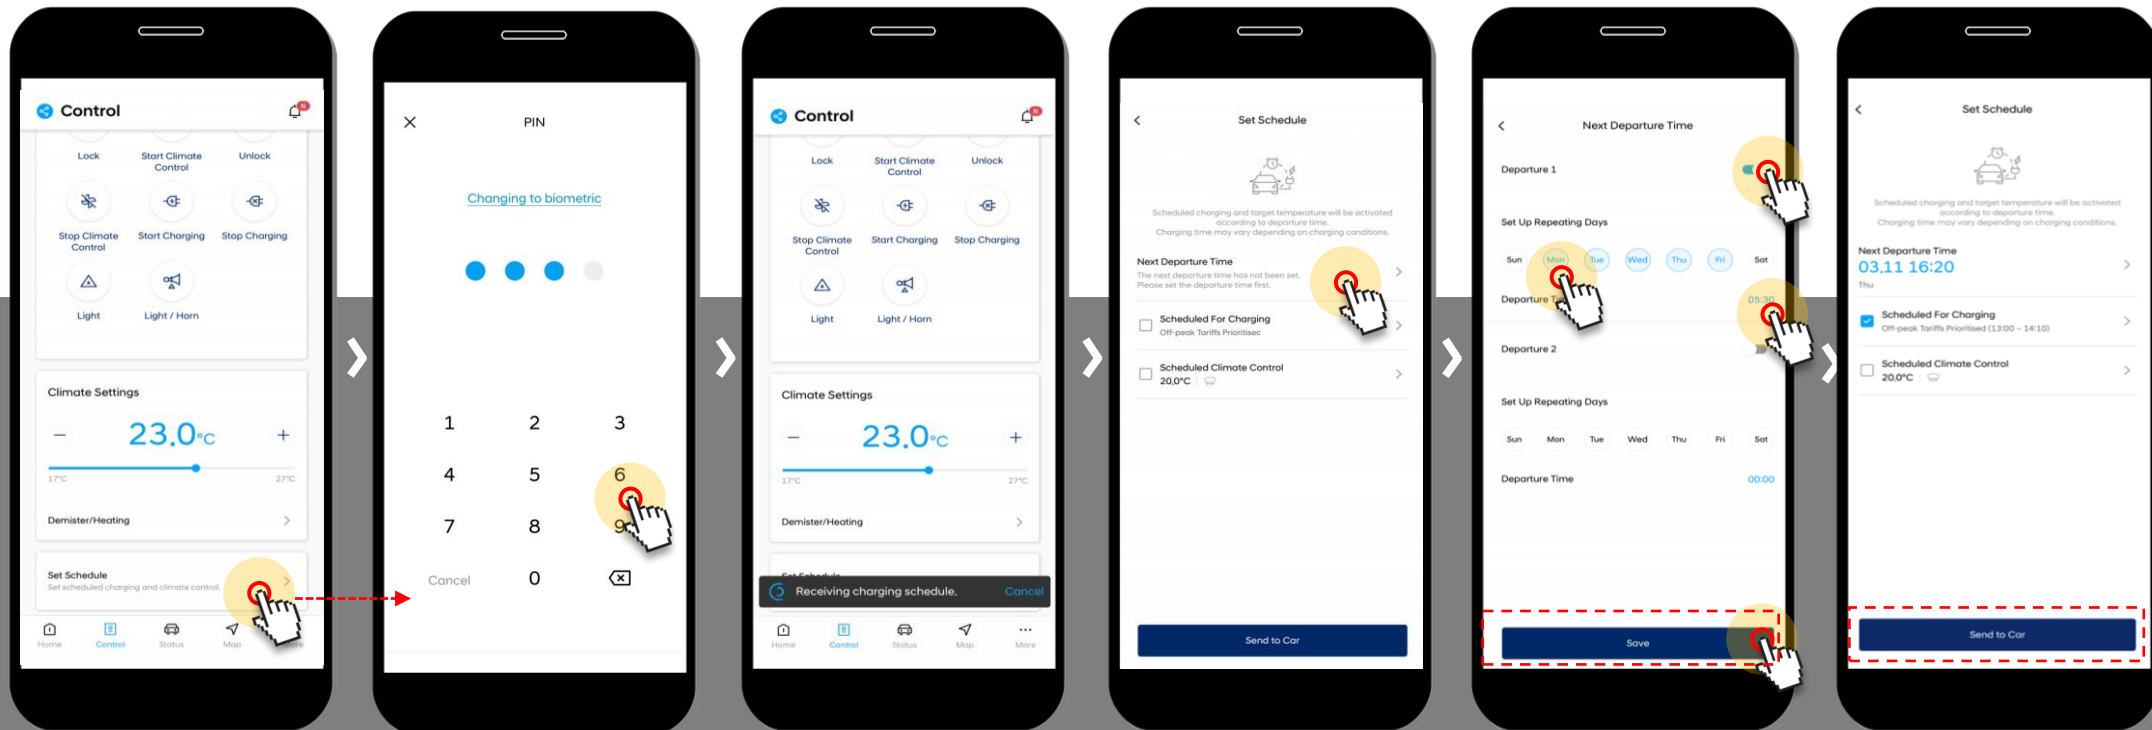 Control
N
Lock
Start Climate
Control
Unlock
Stop Climate
Control
Start Charging
Stop Charging
Light
Light / Horn
Climate Settings
−
23.0°C
+
17°C
27°C
Demister/Heating
Set Schedule
Set scheduled charging and climate control.
Home
Control
Status
Map
PIN
Changing to biometric
1
2
3
4
5
6
7
8
9
Cancel
0
Control
N
Lock
Start Climate
Control
Unlock
Stop Climate
Control
Start Charging
Stop Charging
Light
Light / Horn
Climate Settings
−
23.0°C
+
17°C
27°C
Demister/Heating
Set Schedule
Receiving charging schedule.
Cancel
Home
Control
Status
Map
More
Set Schedule
Scheduled charging and target temperature will be activated
according to departure time.
Charging time may vary depending on charging conditions.
Next Departure Time
The next departure time has not been set.
Please set the departure time first.
Scheduled For Charging
Off-peak Tariffs Prioritisec
Scheduled Climate Control
20.0°C
Send to Car
Next Departure Time
Departure 1
Set Up Repeating Days
Sun Mon Tue Wed Thu Fri Sat
Departure
05:30
Departure 2
Set Up Repeating Days
Sun Mon Tue Wed Thu Fri Sat
Departure Time
00:00
Save
Set Schedule
Scheduled charging and target temperature will be activated
according to departure time.
Charging time may vary depending on charging conditions.
Next Departure Time
03.11 16:20
Thu
Scheduled For Charging
Off-peak Tariffs Prioritised (13:00 – 14:10)
Scheduled Climate Control
20.0°C
Send to Car